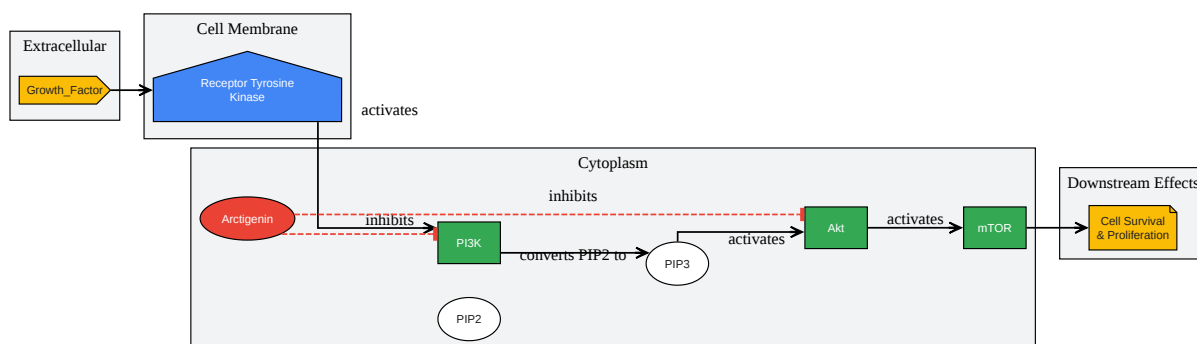 Cell Membrane
Extracellular
Growth_Factor
Receptor Tyrosine
Kinase
activates
Cytoplasm
Arctigenin
inhibits
inhibits
PI3K
converts PIP2 to
PIP3
activates
Akt
activates
mTOR
PIP2
Downstream Effects
Cell Survival
& Proliferation